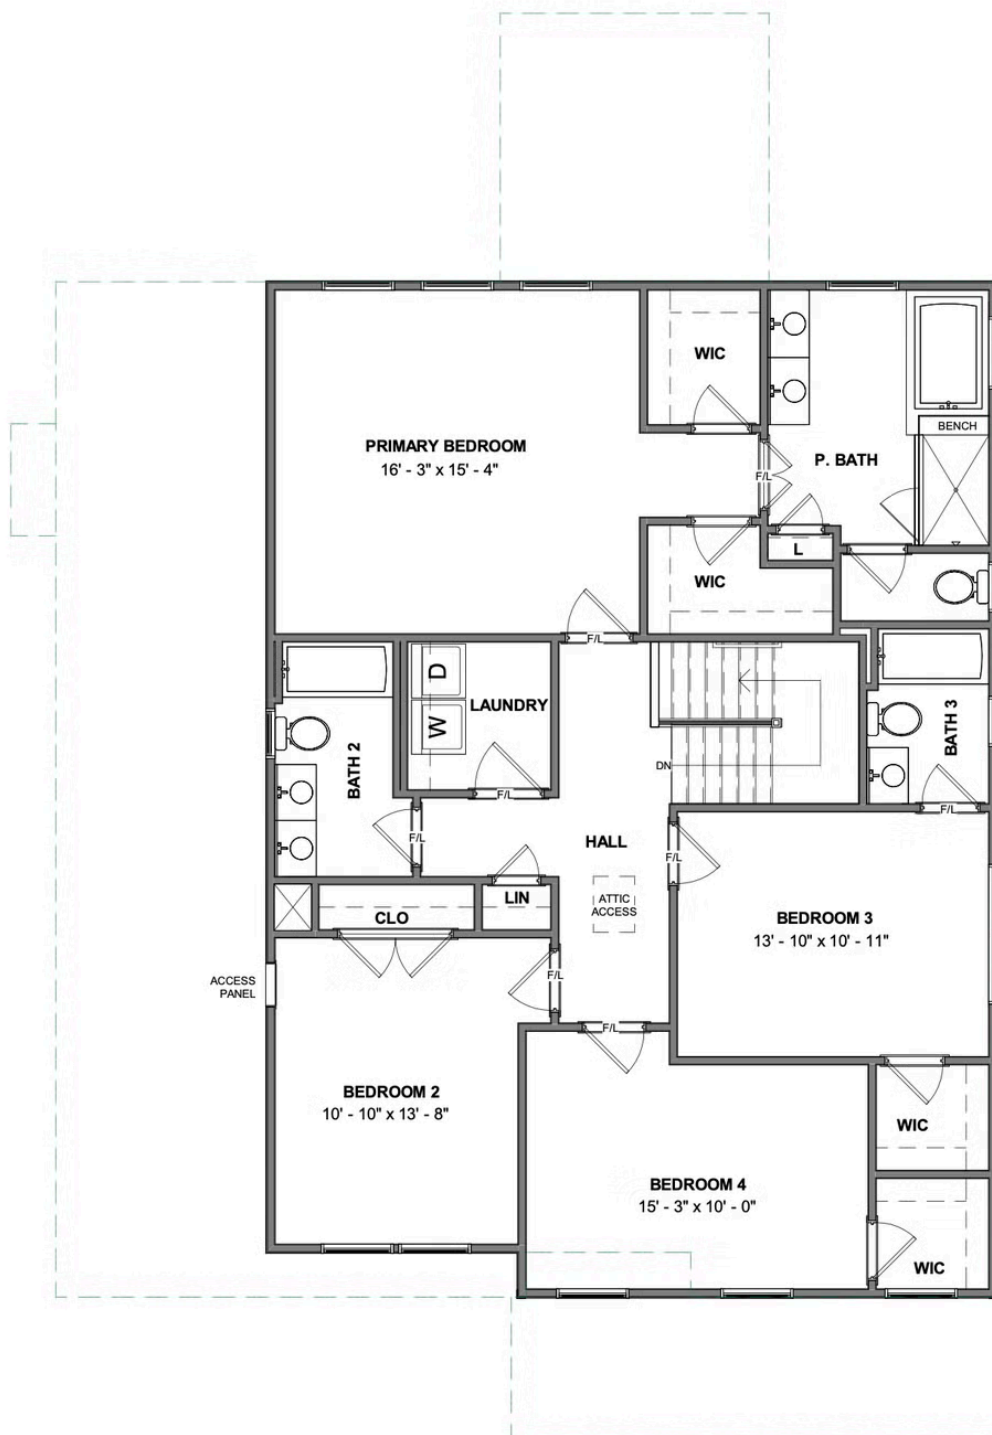 WIC
PRIMARY BEDROOM
16' - 3" x 15' - 4"
BENCH
P. BATH
F/L
L
WIC
F/L
D
LAUNDRY
W
BATH 2
BATH 3
DN
F/L
F/L
F/L
HALL
F/L
LIN
ATTIC
ACCESS
CLO
BEDROOM 3
13' - 10" x 10' - 11"
ACCESS
PANEL
F/L
F/L
BEDROOM 2
10' - 10" x 13' - 8"
WIC
BEDROOM 4
15' - 3" x 10' - 0"
WIC